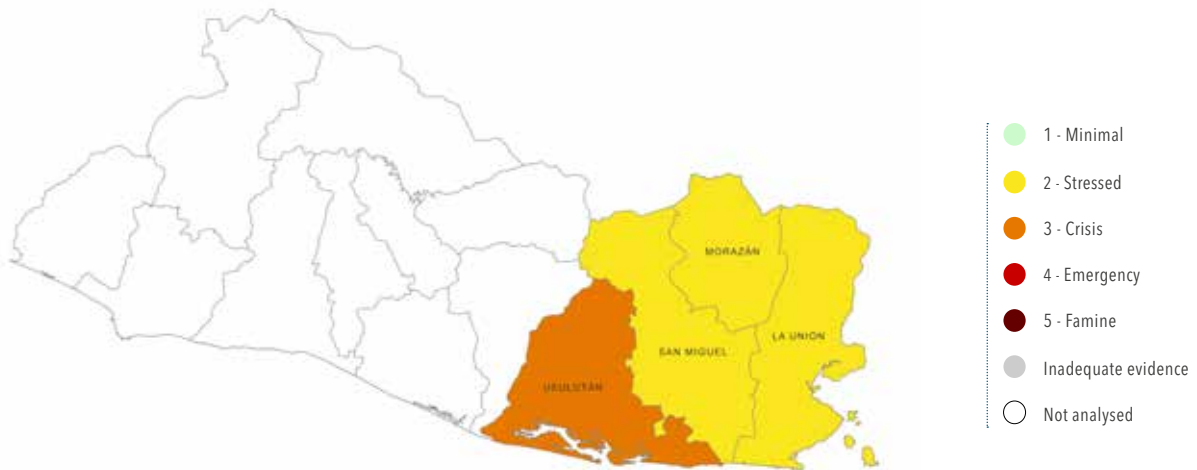 1 - Minimal
2 - Stressed
3 - Crisis
4 - Emergency
5 - Famine
Inadequate evidence
Not analysed
MORAZÁN
LA UNION
SAN MIGUEL
USULUTÁN